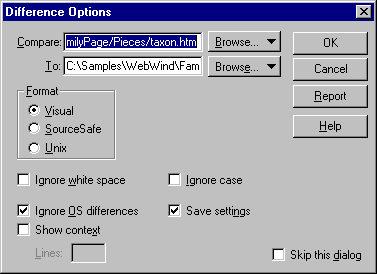 Difference Options
Compare: milyPage/Pieces/taxon.htm Browse... OK
To: C:\Samples\WebWind\Fam Browse... Cancel
Format Report
Visual
SourceSafe Help
Unix
Ignore white space Ignore case
Ignore OS differences Save settings
Show context
Lines: Skip this dialog